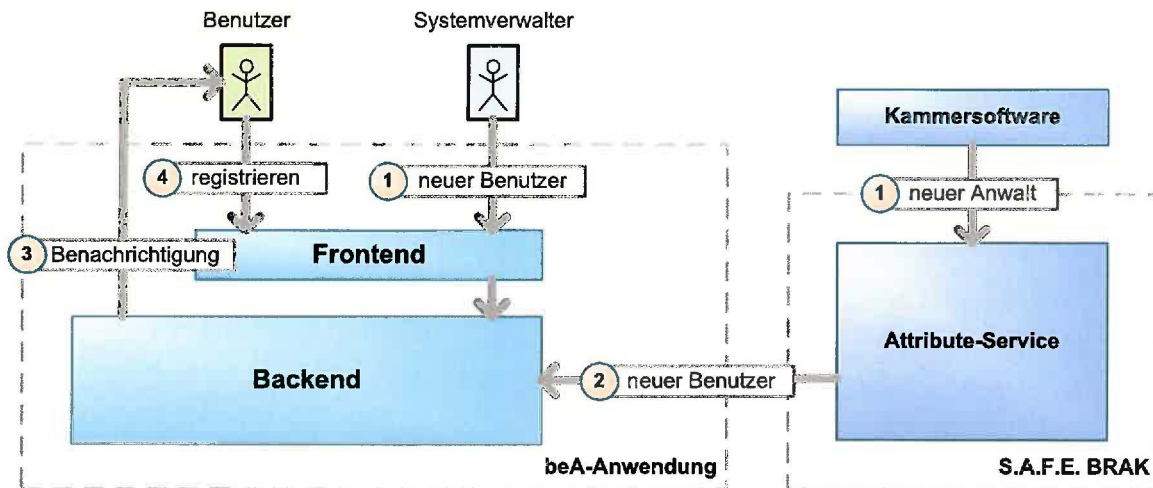 Benutzer
Systemverwalter
Kammersoftware
4 registrieren
1 neuer Benutzer
1 neuer Anwalt
3 Benachrichtigung
Frontend
Attribute-Service
Backend
2 neuer Benutzer
beA-Anwendung
S.A.F.E. BRAK